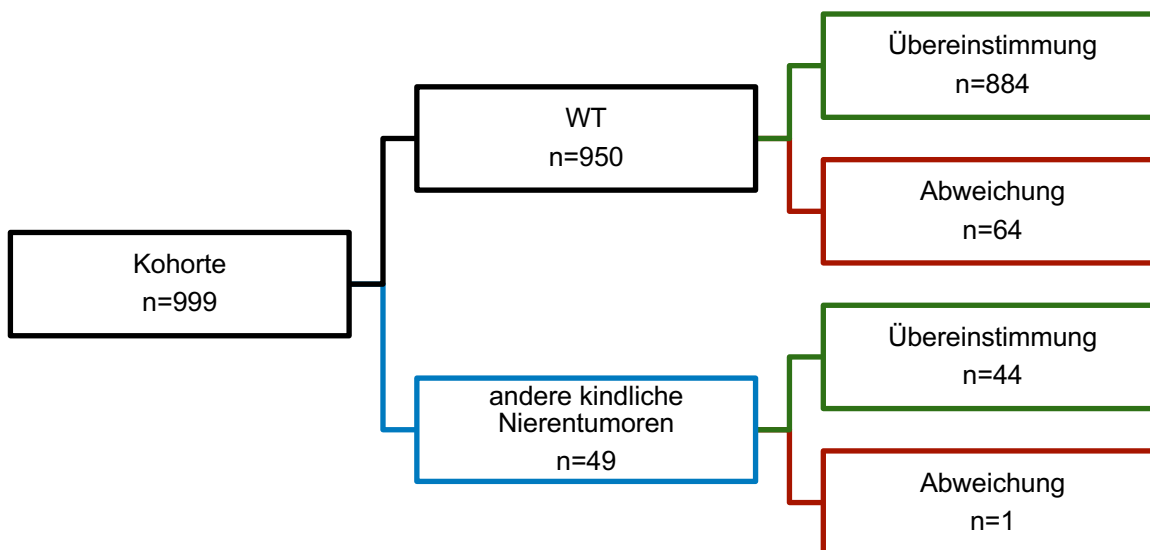 Kohorte
n=999
WT
n=950
Übereinstimmung
n=884
Abweichung
n=64
andere kindliche
Nierentumoren
n=49
Übereinstimmung
n=44
Abweichung
n=1